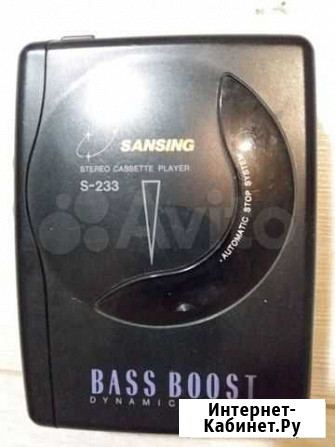 SANSING
STEREO CASSETTE PLAYER
S-233
AUTOMATIC STOP SYSTEM
Avito
BASS BOOST
DYNAMIC
Интернет-
Кабинет.Ру